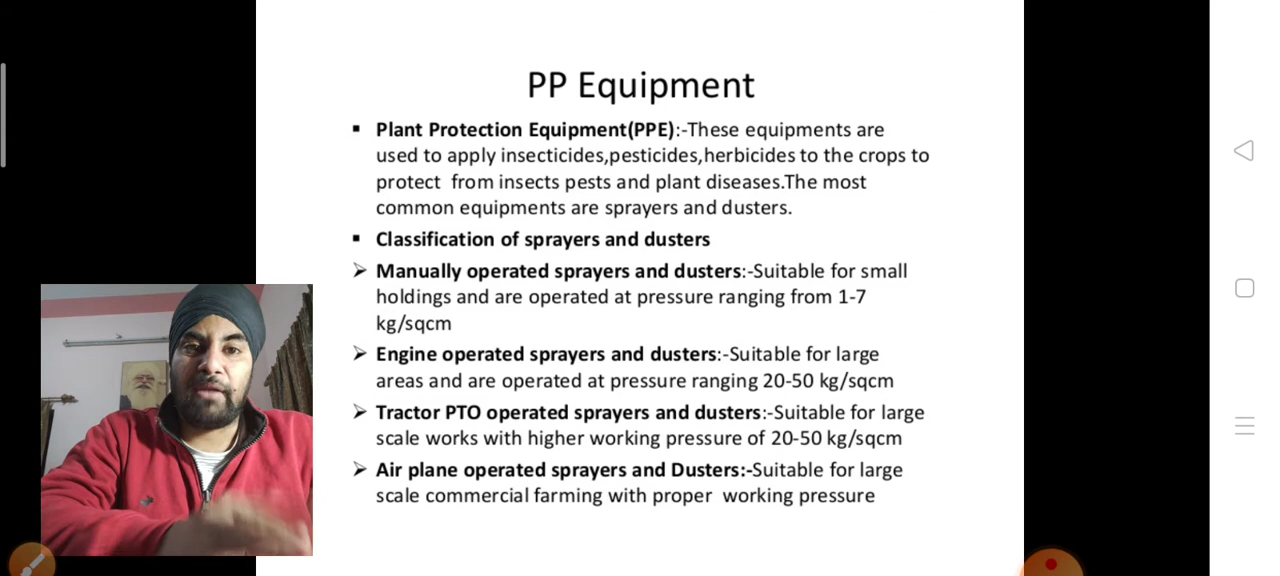 PP Equipment
Plant Protection Equipment(PPE):-These equipments are
used to apply insecticides,pesticides,herbicides to the crops to
protect from insects pests and plant diseases.The most
common equipments are sprayers and dusters.
Classification of sprayers and dusters
Manually operated sprayers and dusters:-Suitable for small
holdings and are operated at pressure ranging from 1-7
kg/sqcm
Engine operated sprayers and dusters:-Suitable for large
areas and are operated at pressure ranging 20-50 kg/sqcm
Tractor PTO operated sprayers and dusters:-Suitable for large
scale works with higher working pressure of 20-50 kg/sqcm
Air plane operated sprayers and Dusters:-Suitable for large
scale commercial farming with proper working pressure